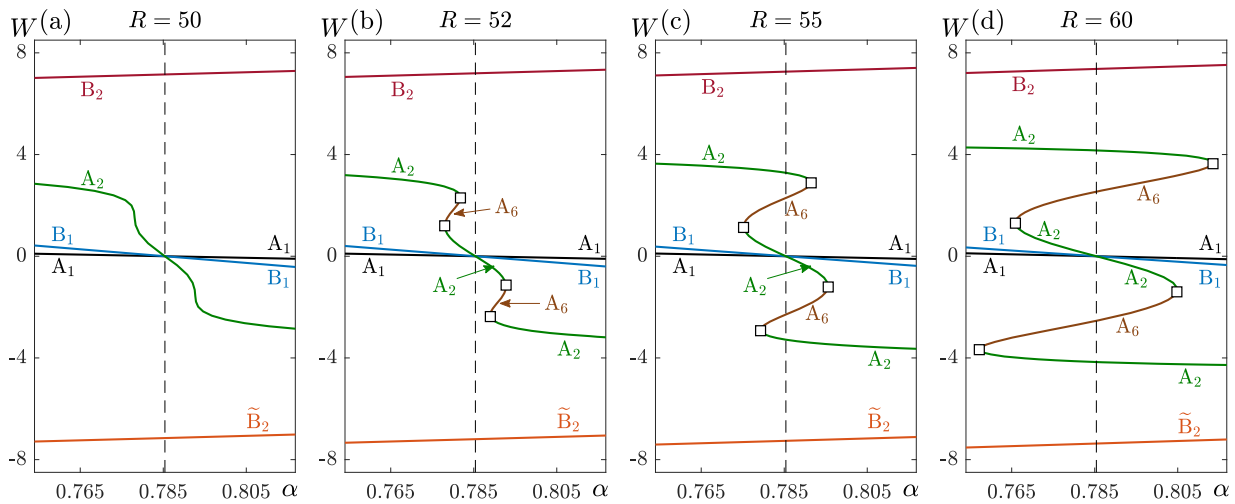 W (a) R = 50
8
4
0
-4
-8
B₂
A₂
B₁
A₁
A₁
B₁
B̃₂
0.765 0.785 0.805 α
W (b) R = 52
8
4
0
-4
-8
B₂
A₂
A₆
B₁
A₁
A₁
B₁
A₂
A₆
A₂
B̃₂
0.765 0.785 0.805 α
W (c) R = 55
8
4
0
-4
-8
B₂
A₂
A₆
B₁
A₁
A₁
B₁
A₂
A₆
A₂
B̃₂
0.765 0.785 0.805 α
W (d) R = 60
8
4
0
-4
-8
B₂
A₂
A₆
B₁
A₂
A₁
A₁
B₁
A₂
A₆
A₂
B̃₂
0.765 0.785 0.805 α